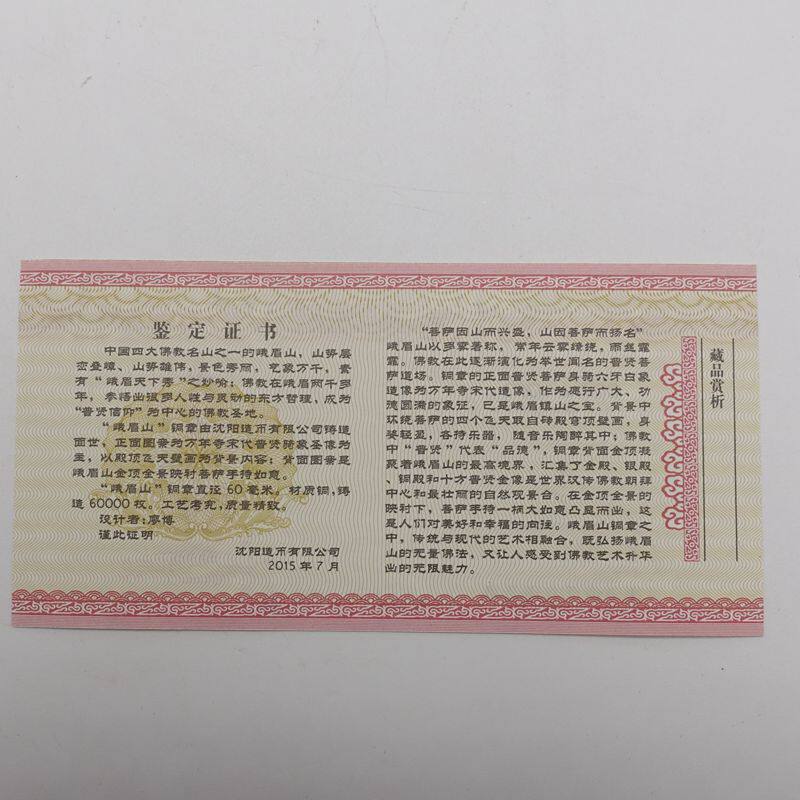 鉴定证书
中国四大佛教名山之一的峨眉山，山势层
峦叠嶂、山势雄伟，景色秀丽，气象万千，素
有“峨眉天下秀”之妙喻；佛教在峨眉两千多
年，参悟出很多人性与灵动的东方哲理，成为
“普贤信仰”为中心的佛教圣地。
“峨眉山”铜章由沈阳造币有限公司铸造
面世，正面图案为万年寺宋代普贤骑象圣像为
主，以殿顶飞天壁画为背景内容；背面图案是
峨眉山金顶全景映衬菩萨手持如意。
“峨眉山”铜章直径60毫米。材质铜，铸
造60000枚。工艺考究，质量精致。
设计者：廖博
谨此证明
沈阳造币有限公司
2015年7月
“菩萨因山而兴盛，山因菩萨而扬名”
峨眉山以多雾著称，常年云雾缭绕，雨丝霏
霏。佛教在此逐渐演化为举世闻名的普贤菩
萨道场。铜章的正面普贤菩萨身骑六牙白象
造像为万年寺宋代造像，作为愿行广大、功
德圆满的象征，已是峨眉镇山之宝。背景中
环绕菩萨的四个飞天取自砖殿穹顶壁画，身
姿轻盈，各持乐器，随音乐陶醉其中；佛教
中“普贤”代表“品德”，铜章背面金顶凝
聚着峨眉山的最高境界，汇集了金殿、银殿
、铜殿和十方普贤金像是世界汉传佛教朝拜
中心和最壮丽的自然观景台。在金顶全景的
映衬下，菩萨手持一柄大如意凸显而出，这
是人们对美好和幸福的向往。峨眉山铜章之
中，传统与现代的艺术相融合，既弘扬峨眉
山的无量佛法，又让人感受到佛教艺术升华
出的无限魅力。
藏品赏析